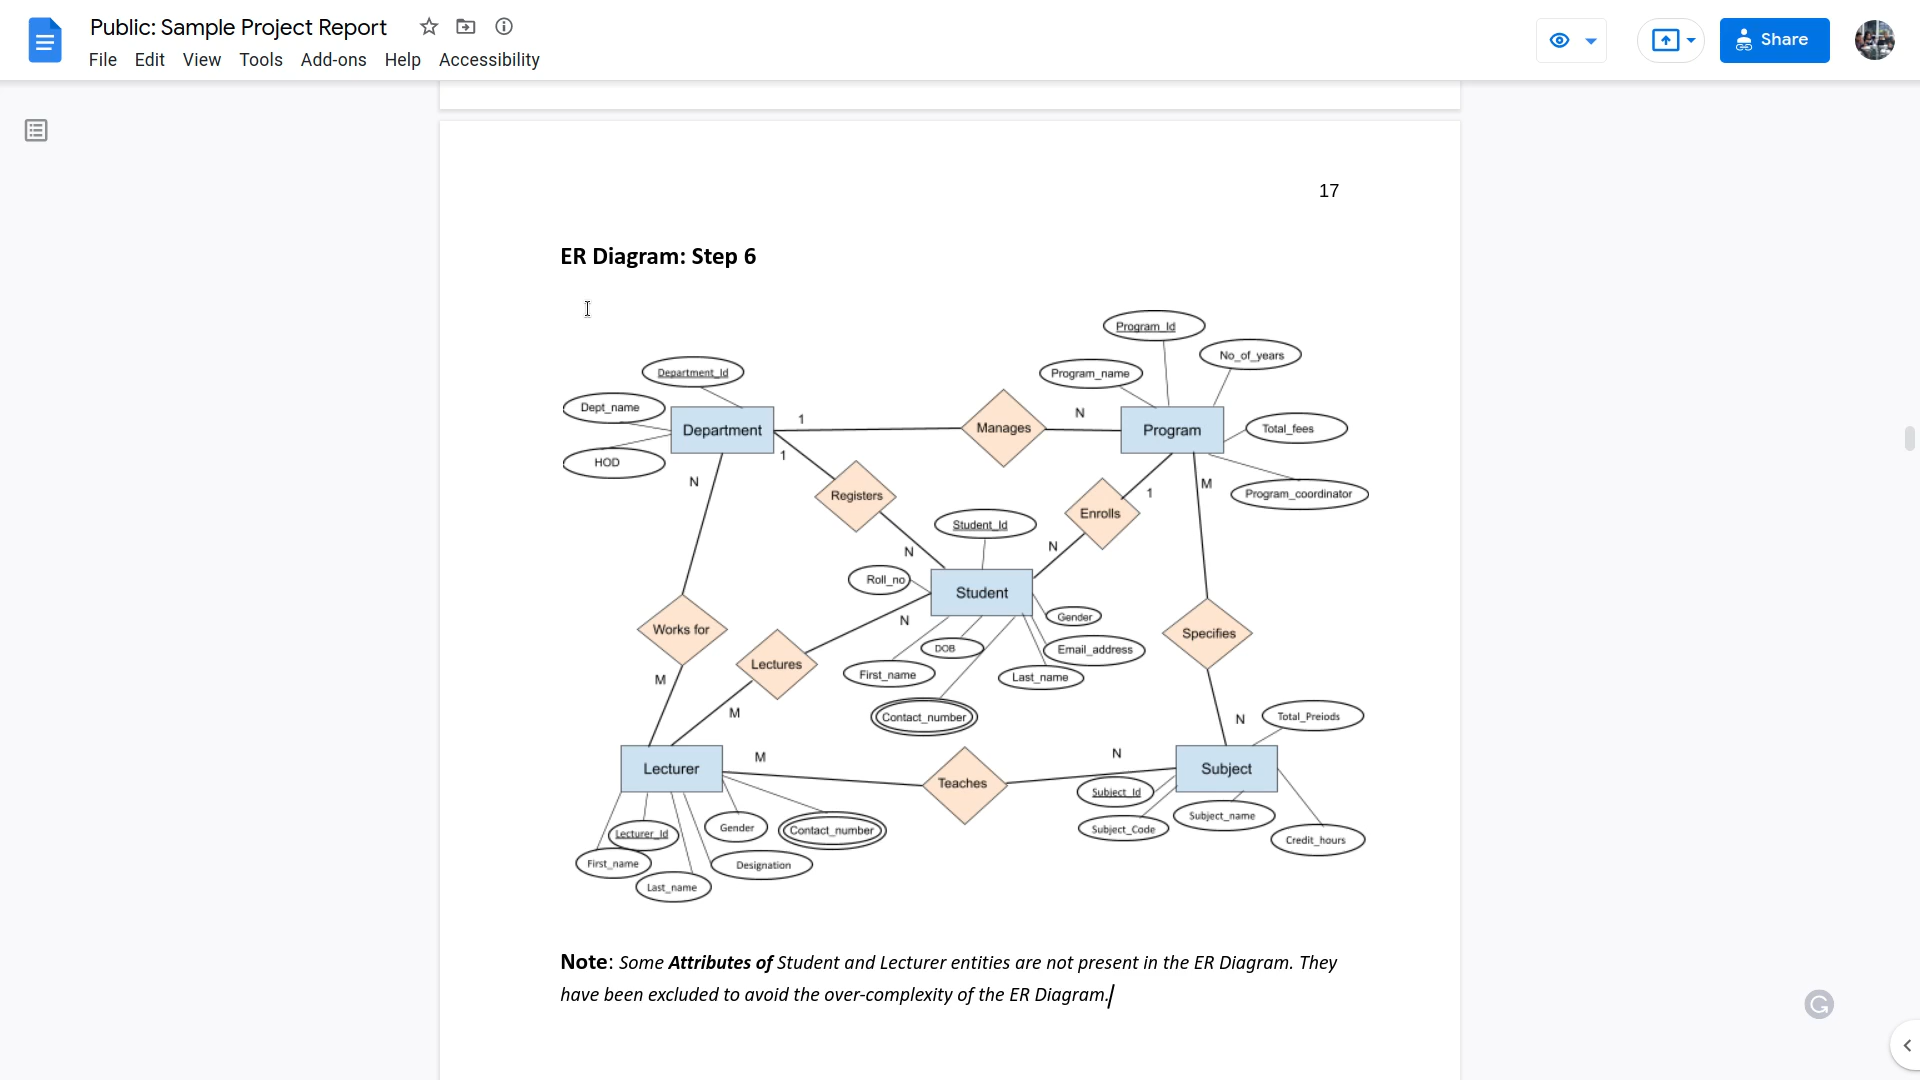 Public: Sample Project Report
File Edit View Tools Add-ons Help Accessibility
Share
17
ER Diagram: Step 6
Program_Id
No_of_years
Program_name
Department_Id
Dept_name
Department
1
Manages
N
Program
Total_fees
HOD
1
N
Registers
M
1
Program_coordinator
Enrolls
Student_Id
N
N
Roll_no
Student
Gender
N
Works for
Specifies
DOB
Email_address
Lectures
First_name
Last_name
M
M
Contact_number
N
Total_Preiods
Lecturer
M
Teaches
N
Subject
Subject_Id
Subject_name
Subject_Code
Credit_hours
Lecturer_Id
Gender
Contact_number
First_name
Designation
Last_name
Note: Some Attributes of Student and Lecturer entities are not present in the ER Diagram. They
have been excluded to avoid the over-complexity of the ER Diagram.